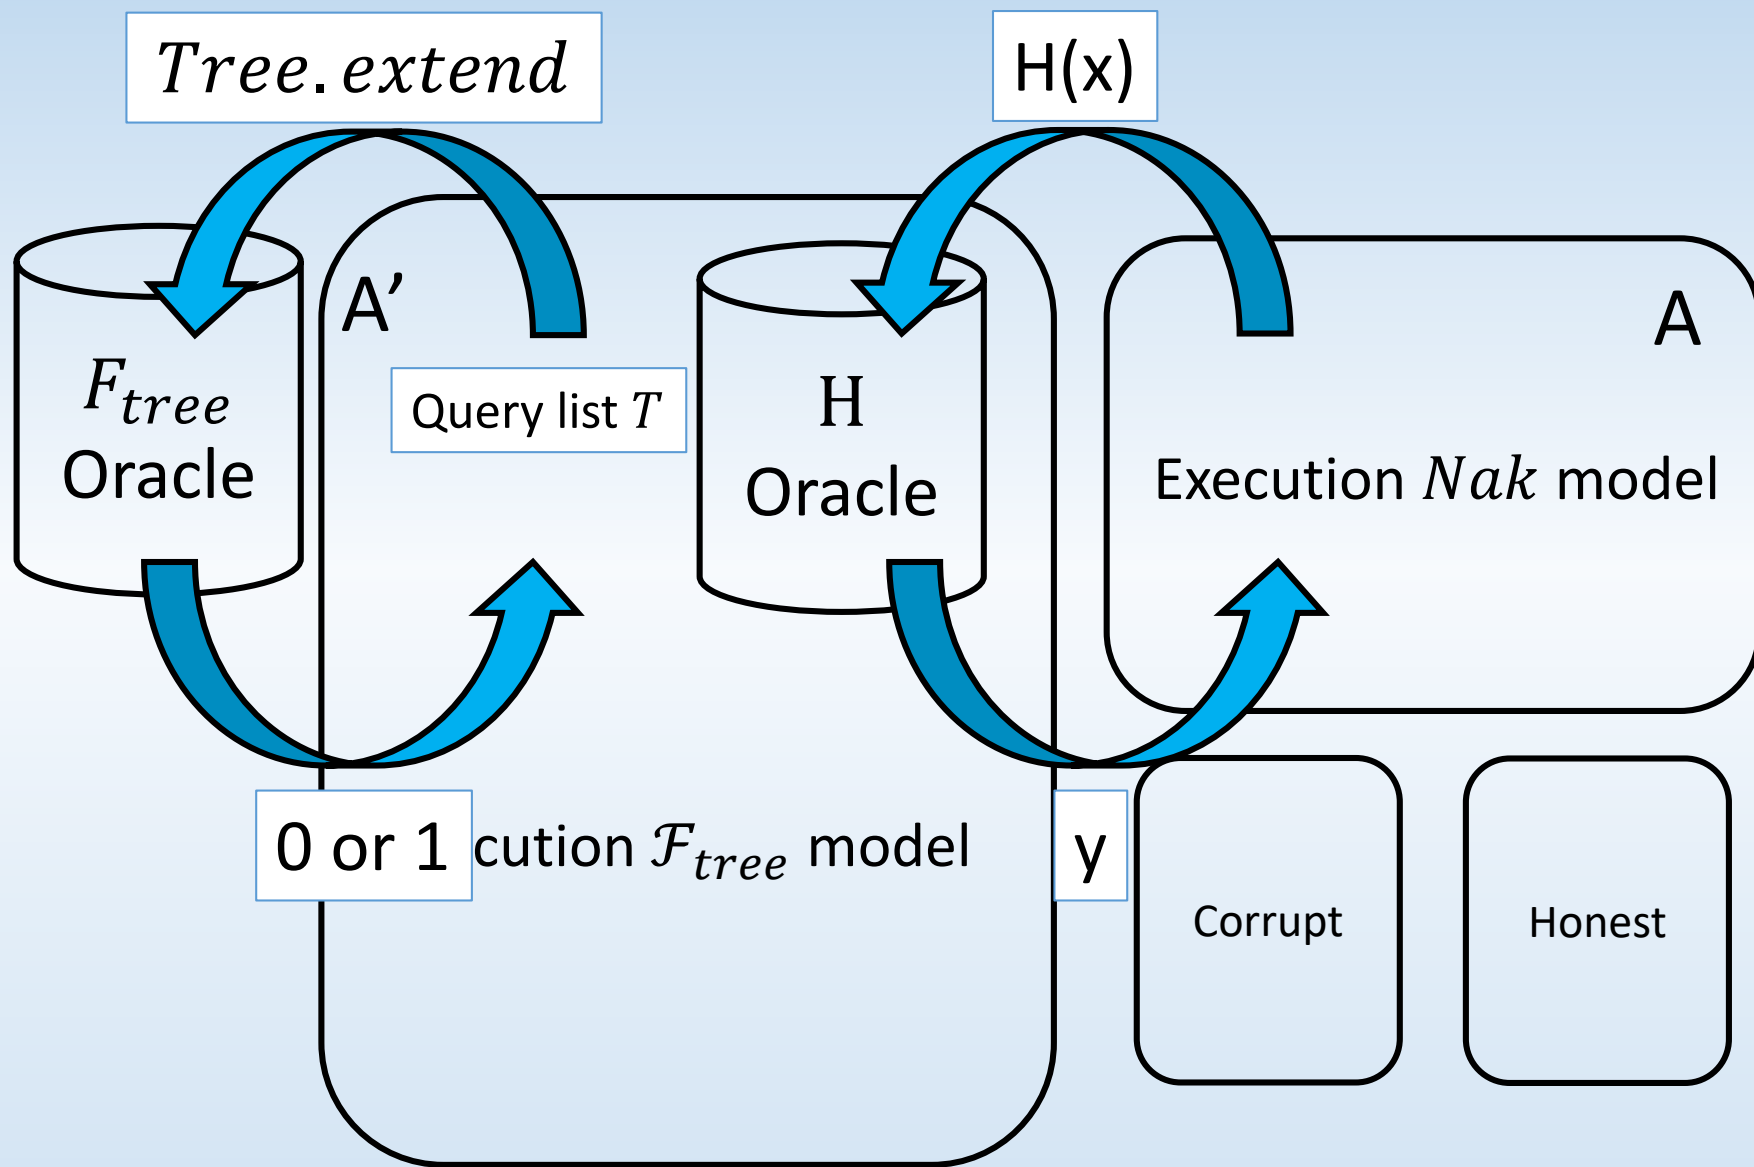 Tree.extend
H(x)
A’
A
F_tree
Oracle
Query list T
H
Oracle
Execution Nak model
0 or 1
cution ℱ_tree model
y
Corrupt
Honest